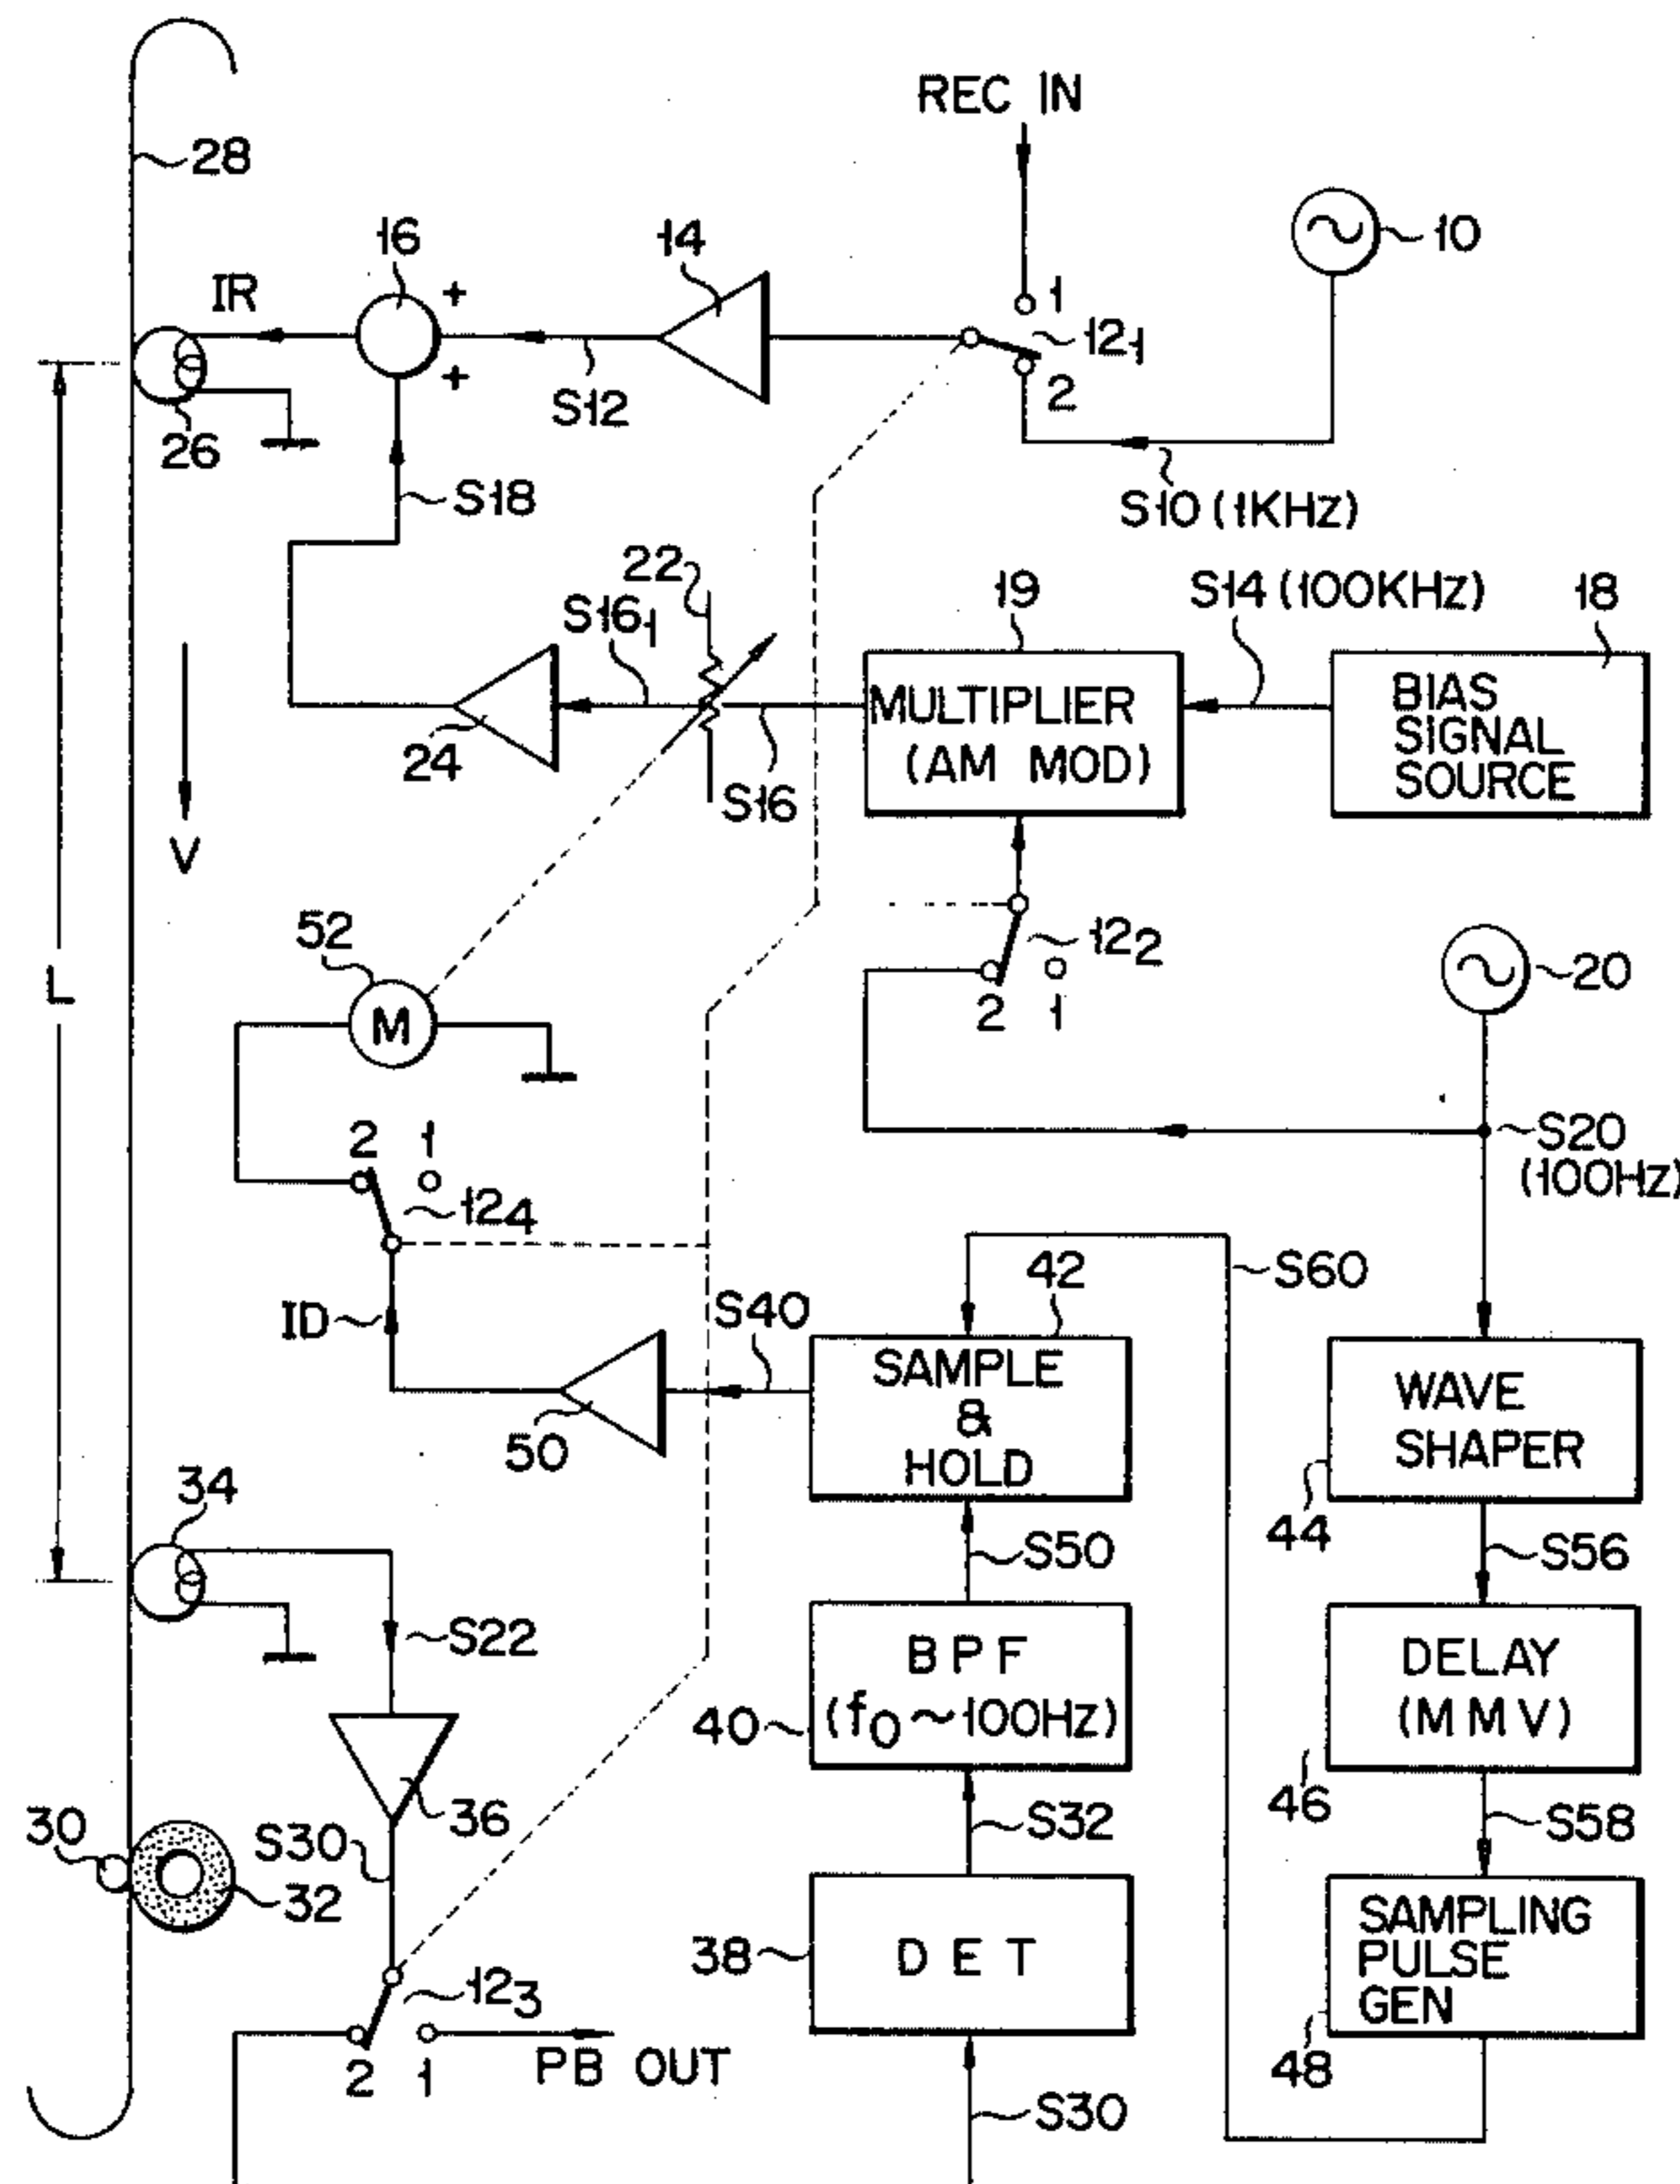 REC IN
28
10
16
14
IR
+
1
12₁
+
2
S12
26
S18
S10 (1KHz)
22
19
S14 (100KHz)
18
S16₁
MULTIPLIER
(AM MOD)
BIAS
SIGNAL
SOURCE
24
S16
V
52
12₂
20
L
M
2
1
2
1
S20
(100Hz)
12₄
S60
42
ID
S40
SAMPLE
&
HOLD
WAVE
SHAPER
50
34
44
S50
S56
S22
BPF
(f₀~100Hz)
DELAY
(MMV)
40
36
46
30
S30
S32
S58
32
DET
SAMPLING
PULSE
GEN
38
12₃
2
1
PB OUT
48
S30